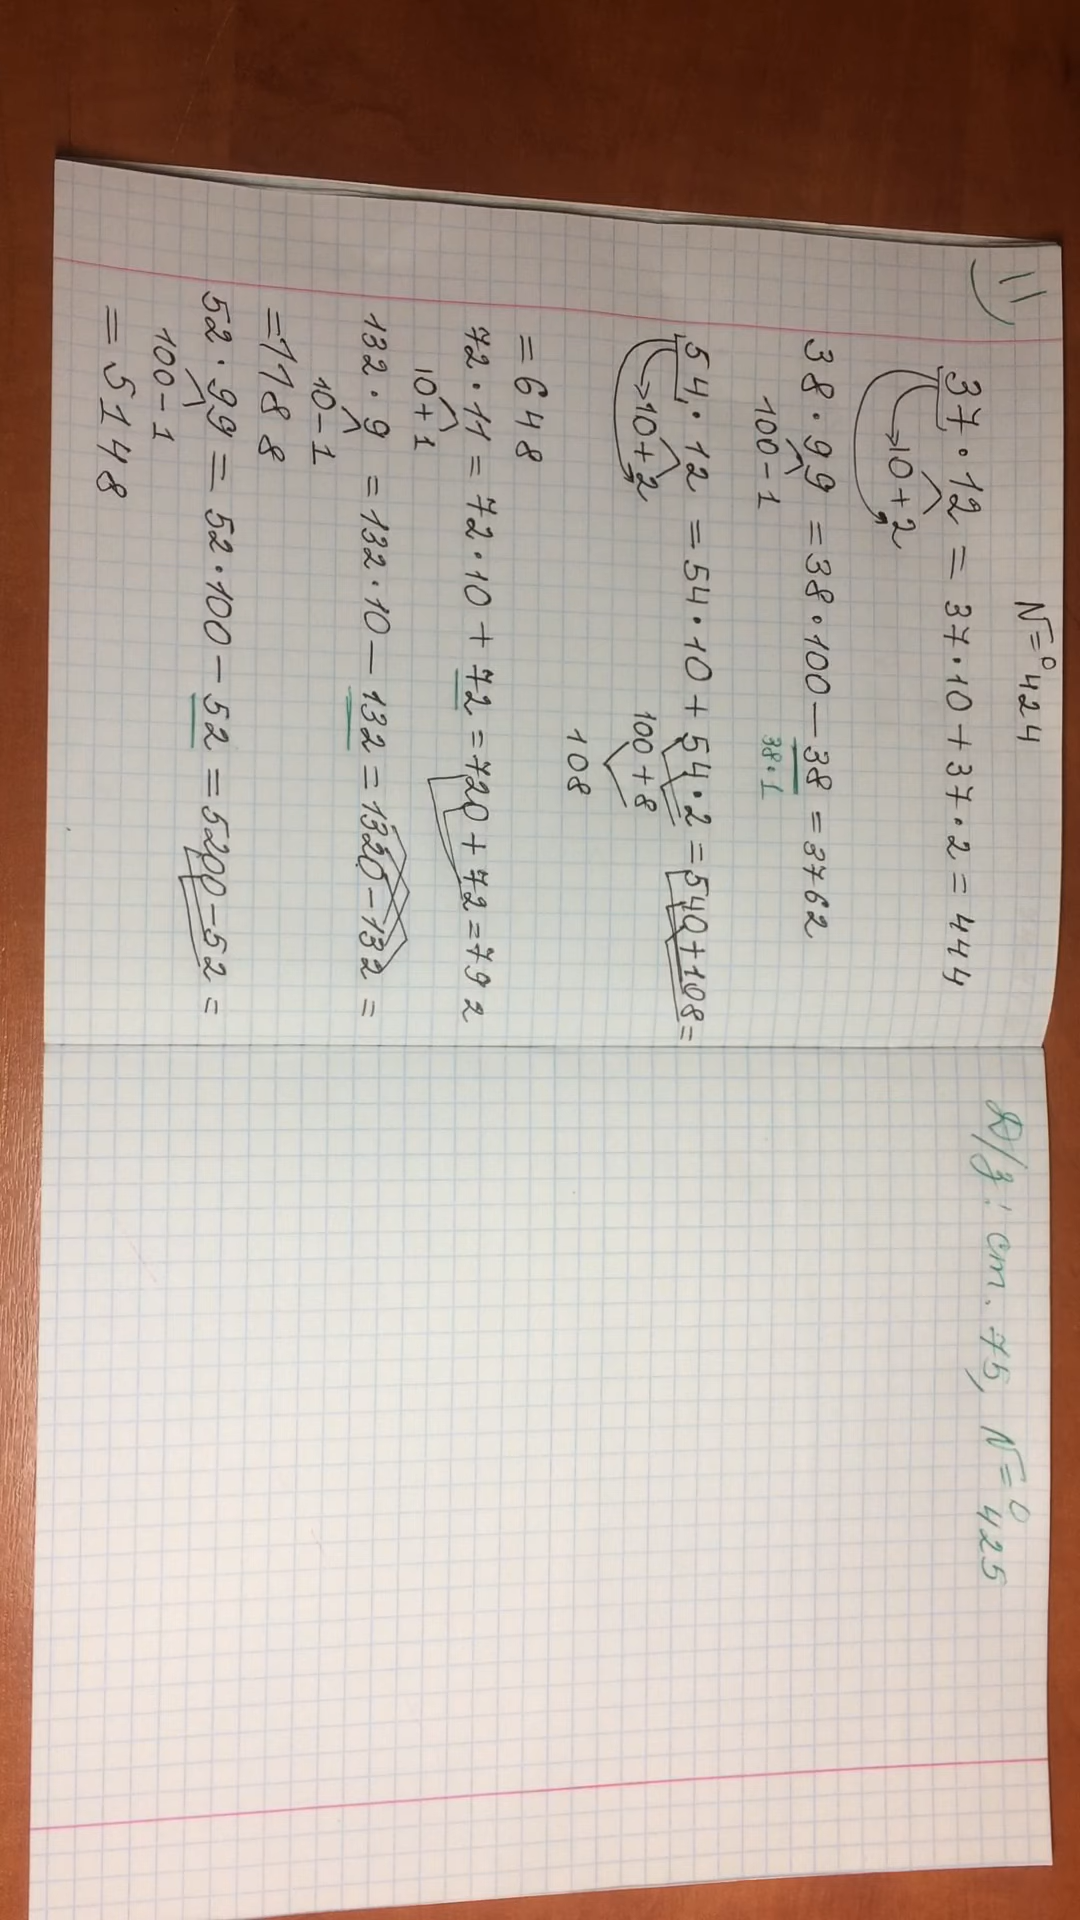 11)
№ 424
37·12 = 37·10 + 37·2 = 444
10+2
38·99 = 38·100 - 38 = 3762
100-1
38·1
54·12 = 54·10 + 54·2 = 540+108=
10+2
100+8
108
= 648
72·11 = 72·10 + 72 = 720 + 72 = 792
10+1
132·9 = 132·10 - 132 = 1320-132 =
10-1
=1188
52·99 = 52·100 - 52 = 5200-52 =
100-1
= 5148
Д/з: ст. 75, № 425